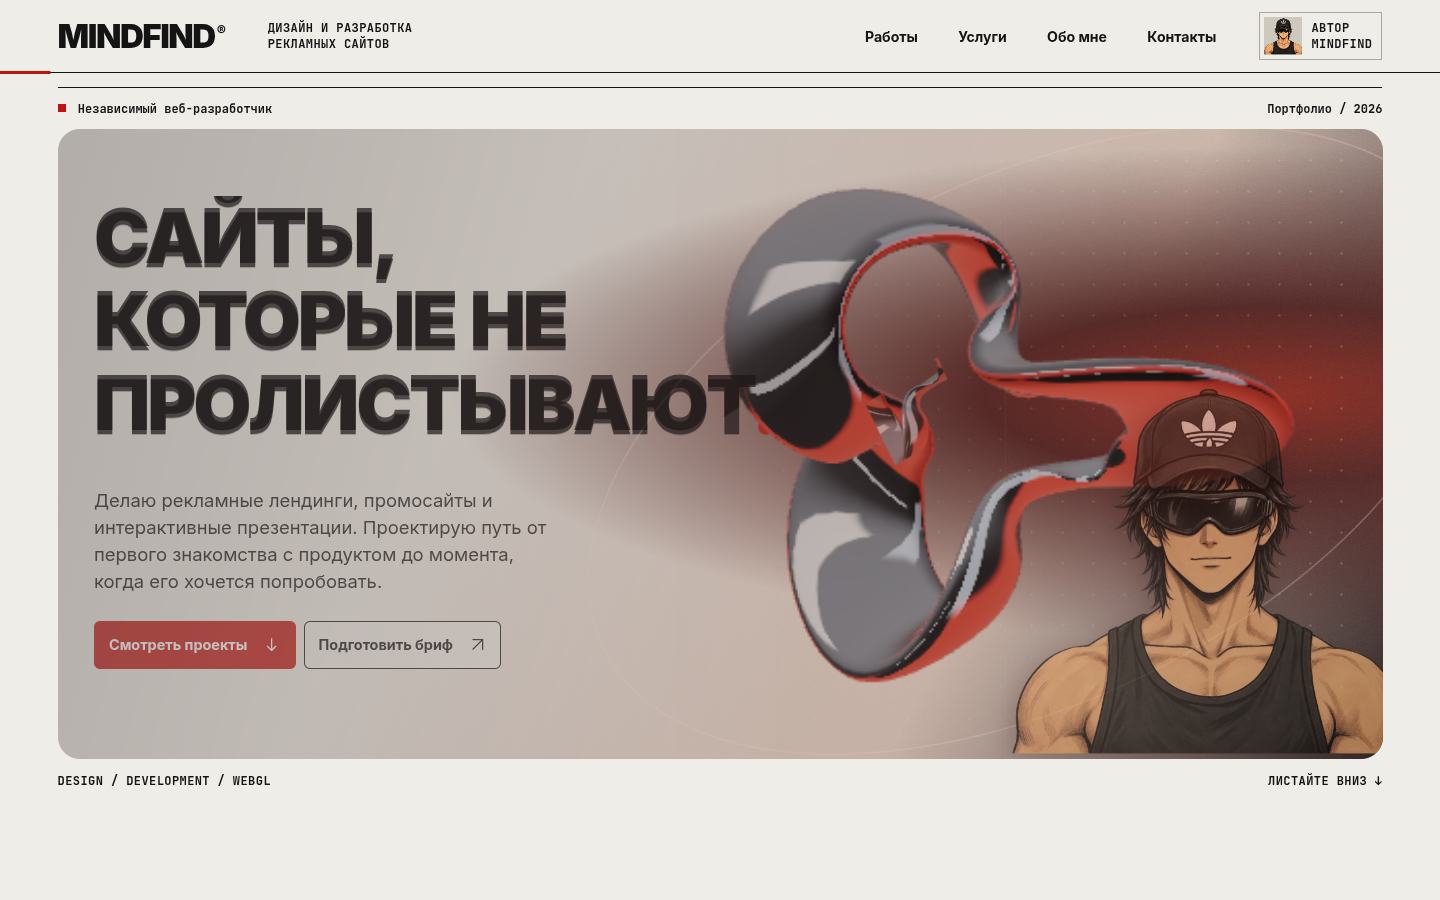 MINDFIND®
ДИЗАЙН И РАЗРАБОТКА
РЕКЛАМНЫХ САЙТОВ
Работы
Услуги
Обо мне
Контакты
АВТОР
MINDFIND
Независимый веб-разработчик
Портфолио / 2026
САЙТЫ,
КОТОРЫЕ НЕ
ПРОЛИСТЫВАЮТ
Делаю рекламные лендинги, промосайты и
интерактивные презентации. Проектирую путь от
первого знакомства с продуктом до момента,
когда его хочется попробовать.
Смотреть проекты ↓
Подготовить бриф ↗
DESIGN / DEVELOPMENT / WEBGL
ЛИСТАЙТЕ ВНИЗ ↓